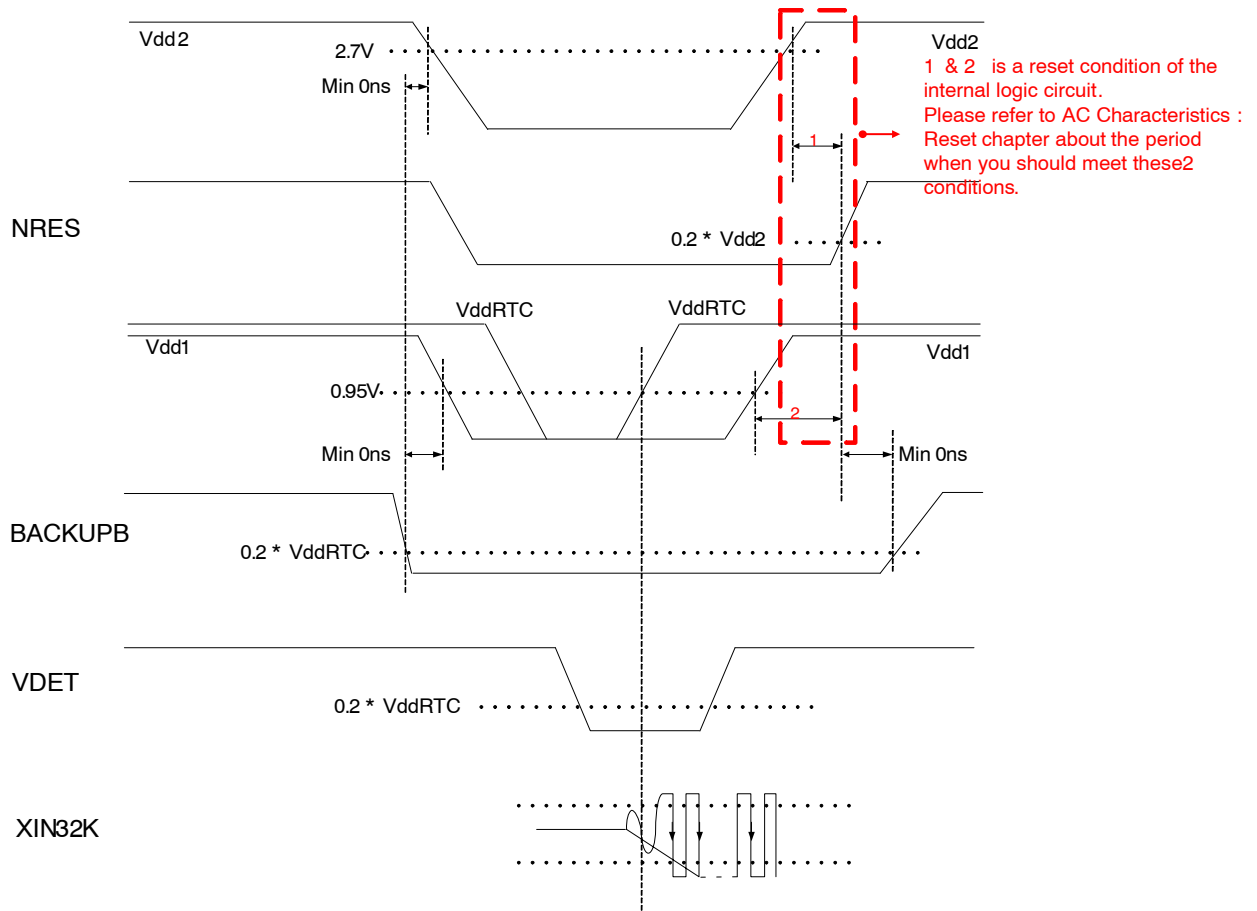 Vdd2
2.7V
Min 0ns
Vdd2
1 & 2 is a reset condition of the
internal logic circuit.
Please refer to AC Characteristics :
Reset chapter about the period
when you should meet these2
conditions.
1
NRES
0.2 * Vdd2
VddRTC
VddRTC
Vdd1
Vdd1
0.95V
2
Min 0ns
Min 0ns
BACKUPB
0.2 * VddRTC
VDET
0.2 * VddRTC
XIN32K